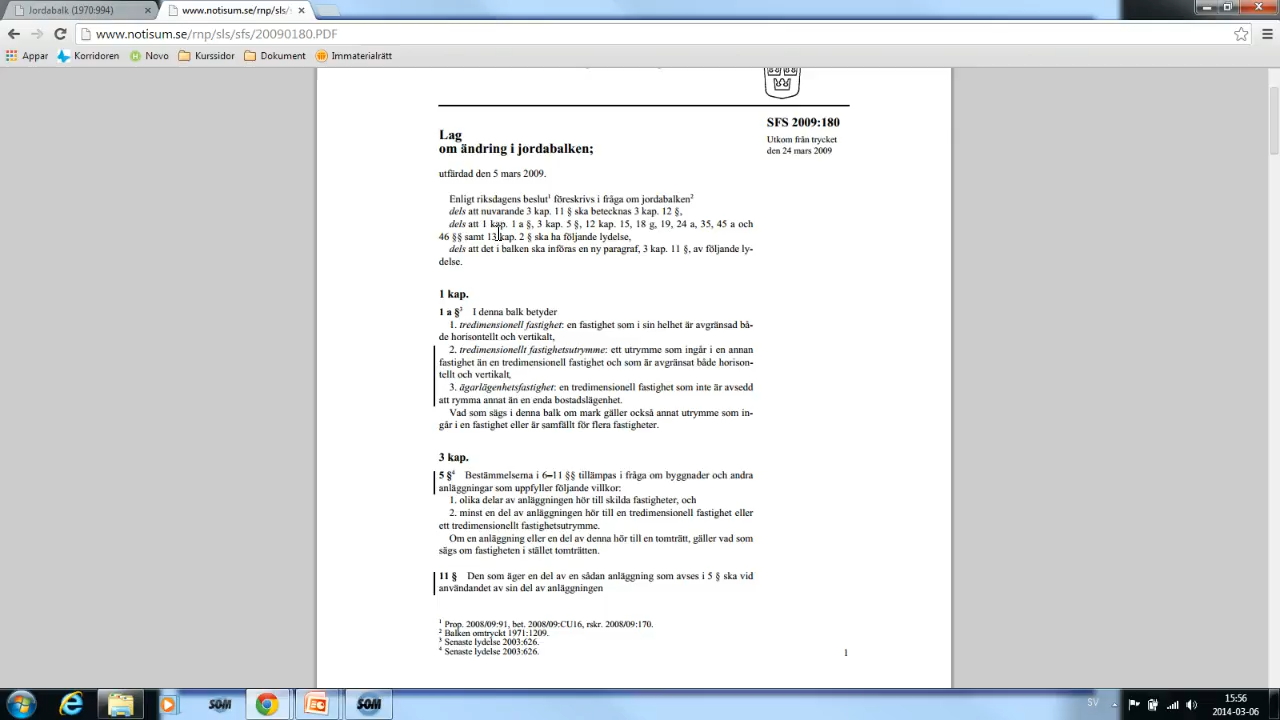 Jordabalk (1970:994)
www.notisum.se/rnp/sls/
www.notisum.se/rnp/sls/sfs/20090180.PDF
Appar Korridoren Novo Kurssidor Dokument Immaterialrätt
SFS 2009:180
Utkom från trycket
den 24 mars 2009
Lag
om ändring i jordabalken;
utfärdad den 5 mars 2009.
Enligt riksdagens beslut¹ föreskrivs i fråga om jordabalken²
dels att nuvarande 3 kap. 11 § ska betecknas 3 kap. 12 §,
dels att 1 kap. 1 a §, 3 kap. 5 §, 12 kap. 15, 18 g, 19, 24 a, 35, 45 a och
46 §§ samt 13 kap. 2 § ska ha följande lydelse,
dels att det i balken ska införas en ny paragraf, 3 kap. 11 §, av följande ly-
delse.
1 kap.
1 a §³ I denna balk betyder
1. tredimensionell fastighet: en fastighet som i sin helhet är avgränsad bå-
de horisontellt och vertikalt,
2. tredimensionellt fastighetsutrymme: ett utrymme som ingår i en annan
fastighet än en tredimensionell fastighet och som är avgränsat både horison-
tellt och vertikalt,
3. ägarlägenhetsfastighet: en tredimensionell fastighet som inte är avsedd
att rymma annat än en enda bostadslägenhet.
Vad som sägs i denna balk om mark gäller också annat utrymme som in-
går i en fastighet eller är samfällt för flera fastigheter.
3 kap.
5 §⁴ Bestämmelserna i 6–11 §§ tillämpas i fråga om byggnader och andra
anläggningar som uppfyller följande villkor:
1. olika delar av anläggningen hör till skilda fastigheter, och
2. minst en del av anläggningen hör till en tredimensionell fastighet eller
ett tredimensionellt fastighetsutrymme.
Om en anläggning eller en del av denna hör till en tomträtt, gäller vad som
sägs om fastigheten i stället tomträtten.
11 § Den som äger en del av en sådan anläggning som avses i 5 § ska vid
användandet av sin del av anläggningen
¹ Prop. 2008/09:91, bet. 2008/09:CU16, rskr. 2008/09:170.
² Balken omtryckt 1971:1209.
³ Senaste lydelse 2003:626.
⁴ Senaste lydelse 2003:626.
1
SOM
SOM
SV
15:56
2014-03-06